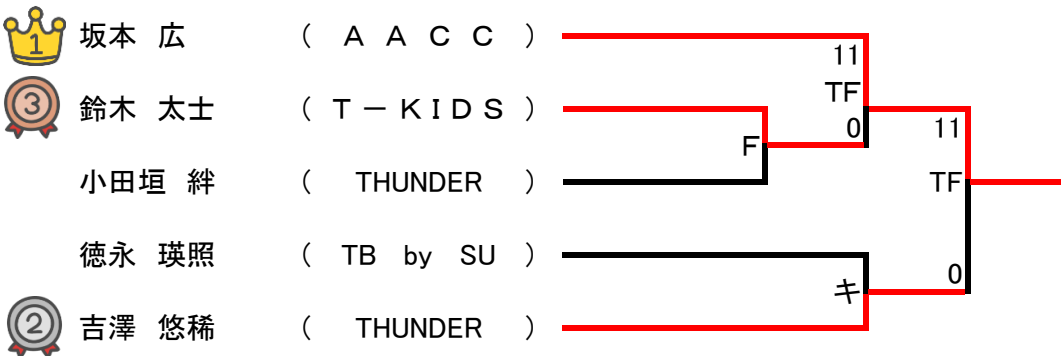 1 坂本 広 ( A A C C ) 11
TF
3 鈴木 太士 ( T－KIDS ) 0 11
F
小田垣 絆 ( THUNDER ) TF
徳永 瑛照 ( TB by SU ) 0
キ
2 吉澤 悠稀 ( THUNDER )